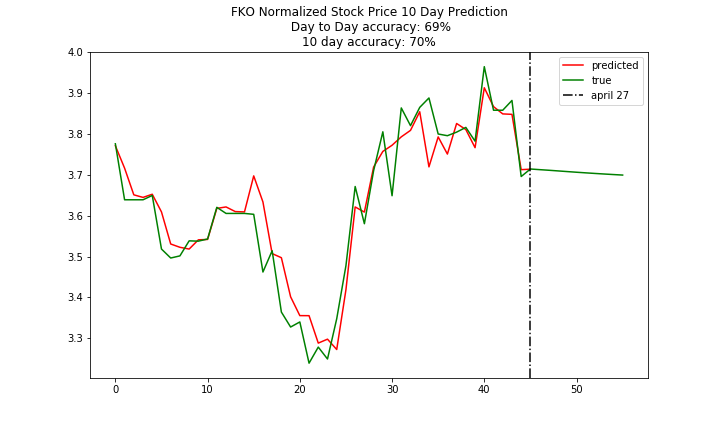 FKO Normalized Stock Price 10 Day Prediction
Day to Day accuracy: 69%
10 day accuracy: 70%
4.0
3.9
3.8
3.7
3.6
3.5
3.4
3.3
predicted
true
april 27
0 10 20 30 40 50